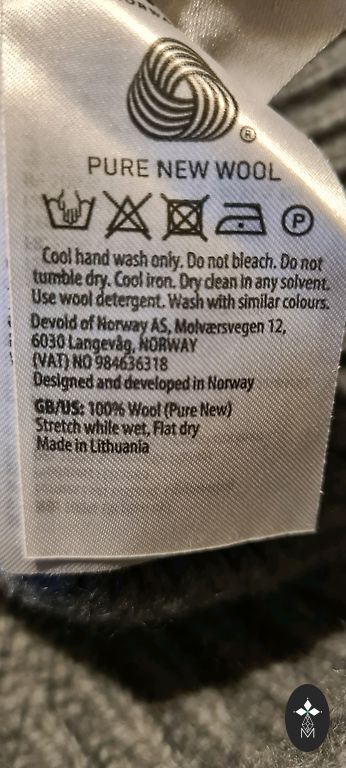 ®
PURE NEW WOOL
P
Cool hand wash only. Do not bleach. Do not
tumble dry. Cool iron. Dry clean in any solvent.
Use wool detergent. Wash with similar colours.
Devold of Norway AS, Molværsvegen 12,
6030 Langevåg, NORWAY
(VAT) NO 984636318
Designed and developed in Norway
GB/US: 100% Wool (Pure New)
Stretch while wet, Flat dry
Made in Lithuania
M